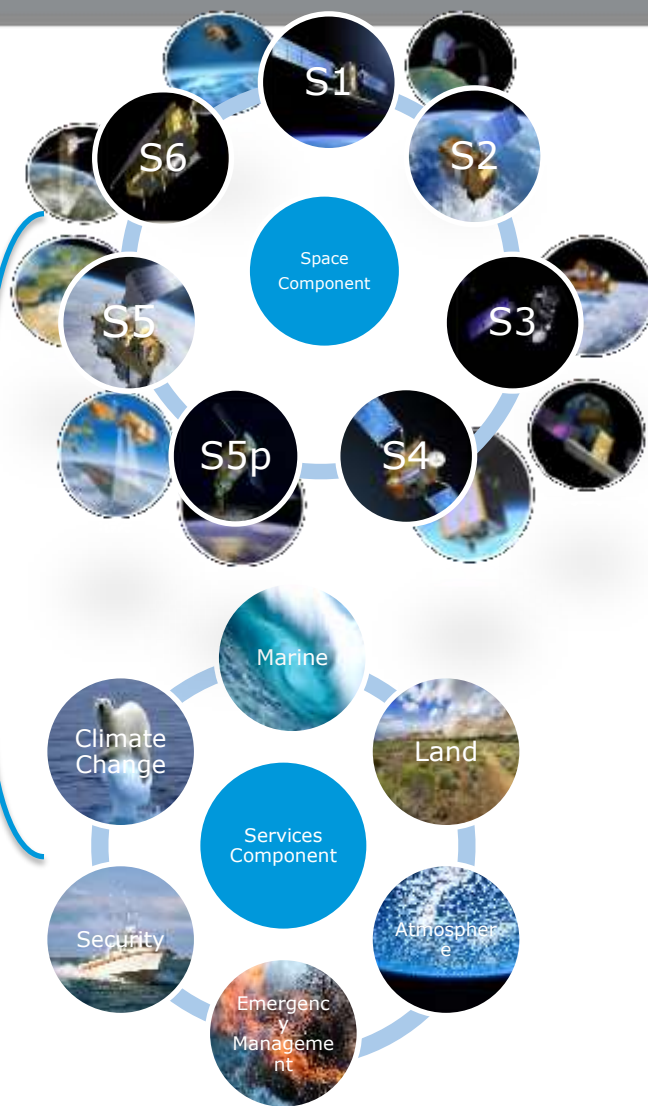 S1
S2
S6
Space
Component
S3
S5
S5p
S4
Marine
Climate
Change
Land
Services
Component
Security
Atmospher
e
Emergenc
y
Manageme
nt